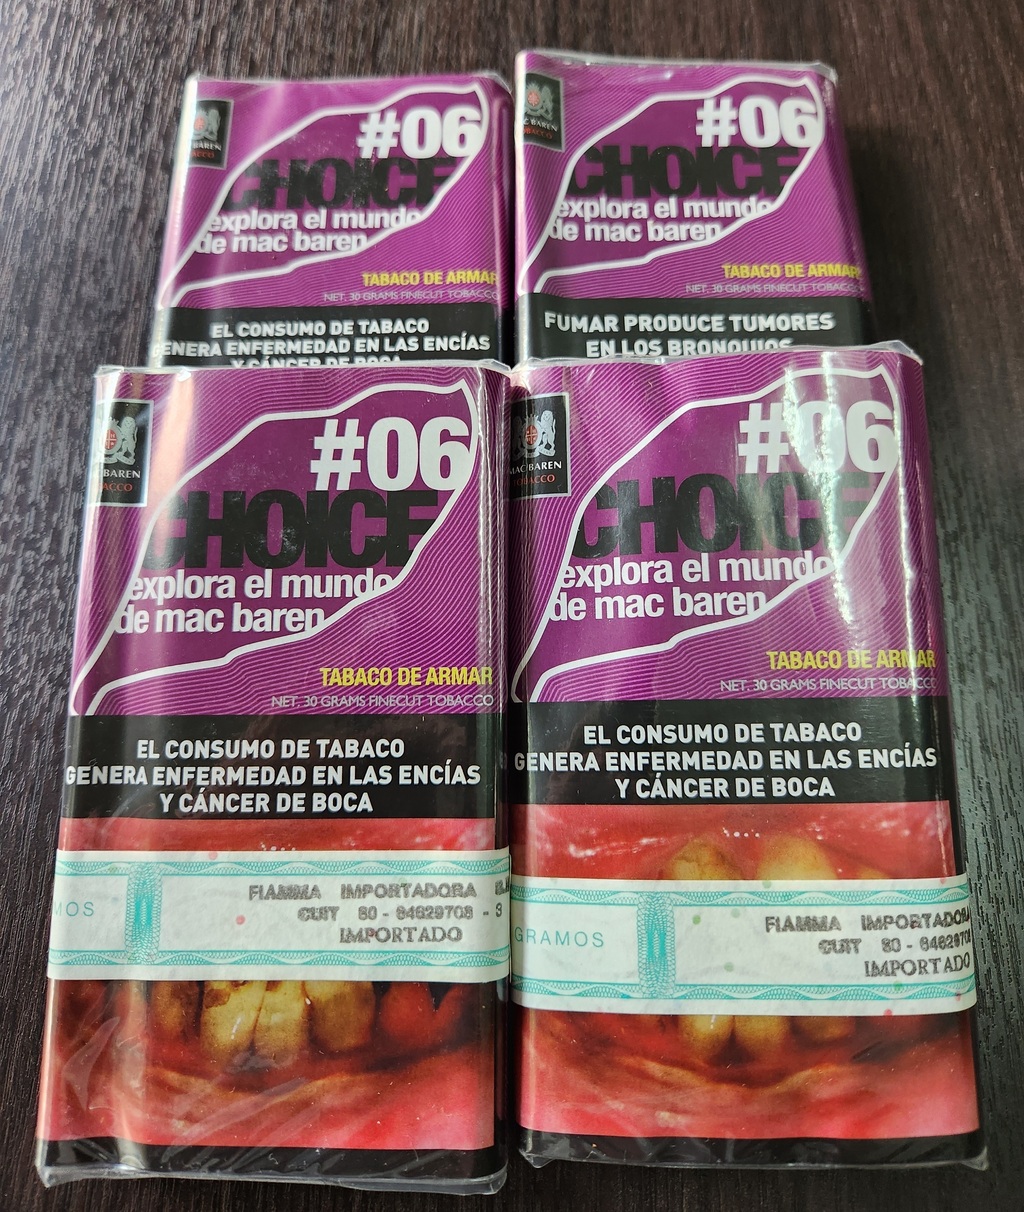 BAREN
#06
CHOICE
explora el mundo
de mac baren
TABACO DE ARMAR
NET. 30 GRAMS FINECUT TOBACCO
EL CONSUMO DE TABACO
GENERA ENFERMEDAD EN LAS ENCÍAS
Y CÁNCER DE BOCA
#06
CHOICE
explora el mundo
de mac baren
TABACO DE ARMAR
NET. 30 GRAMS FINECUT TOBACCO
FUMAR PRODUCE TUMORES
EN LOS BRONQUIOS
BAREN
ACCO
#06
CHOICE
explora el mundo
de mac baren
TABACO DE ARMAR
NET. 30 GRAMS FINECUT TOBACCO
EL CONSUMO DE TABACO
GENERA ENFERMEDAD EN LAS ENCÍAS
Y CÁNCER DE BOCA
MOS
FIAMMA IMPORTADORA
CUIT 30-64629708-3
IMPORTADO
MAC BAREN
TOBACCO
#06
CHOICE
explora el mundo
de mac baren
TABACO DE ARMAR
NET. 30 GRAMS FINECUT TOBACCO
EL CONSUMO DE TABACO
GENERA ENFERMEDAD EN LAS ENCÍAS
Y CÁNCER DE BOCA
GRAMOS
FIAMMA IMPORTADORA
CUIT
IMPORTADO